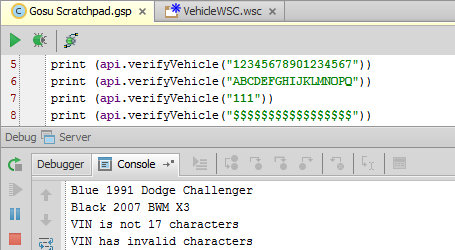 Gosu Scratchpad.gsp × VehicleWSC.wsc ×
5 print (api.verifyVehicle("12345678901234567"))
6 print (api.verifyVehicle("ABCDEFGHIJKLMNOPQ"))
7 print (api.verifyVehicle("111"))
8 print (api.verifyVehicle("$$$$$$$$$$$$$$$$$"))
Debug Server
Debugger Console
Blue 1991 Dodge Challenger
Black 2007 BWM X3
VIN is not 17 characters
VIN has invalid characters